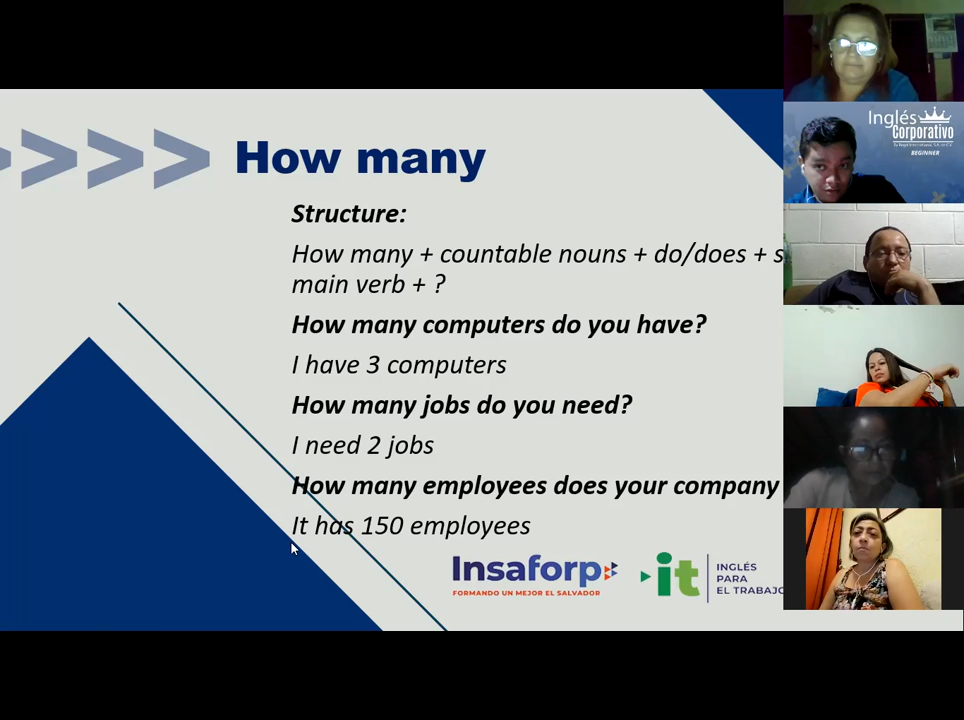 How many
Structure:
How many + countable nouns + do/does + s
main verb + ?
How many computers do you have?
I have 3 computers
How many jobs do you need?
I need 2 jobs
How many employees does your company
It has 150 employees
Insaforp
FORMANDO UN MEJOR EL SALVADOR
it
INGLÉS
PARA
EL TRABAJO
Inglés
Corporativo
BEGINNER